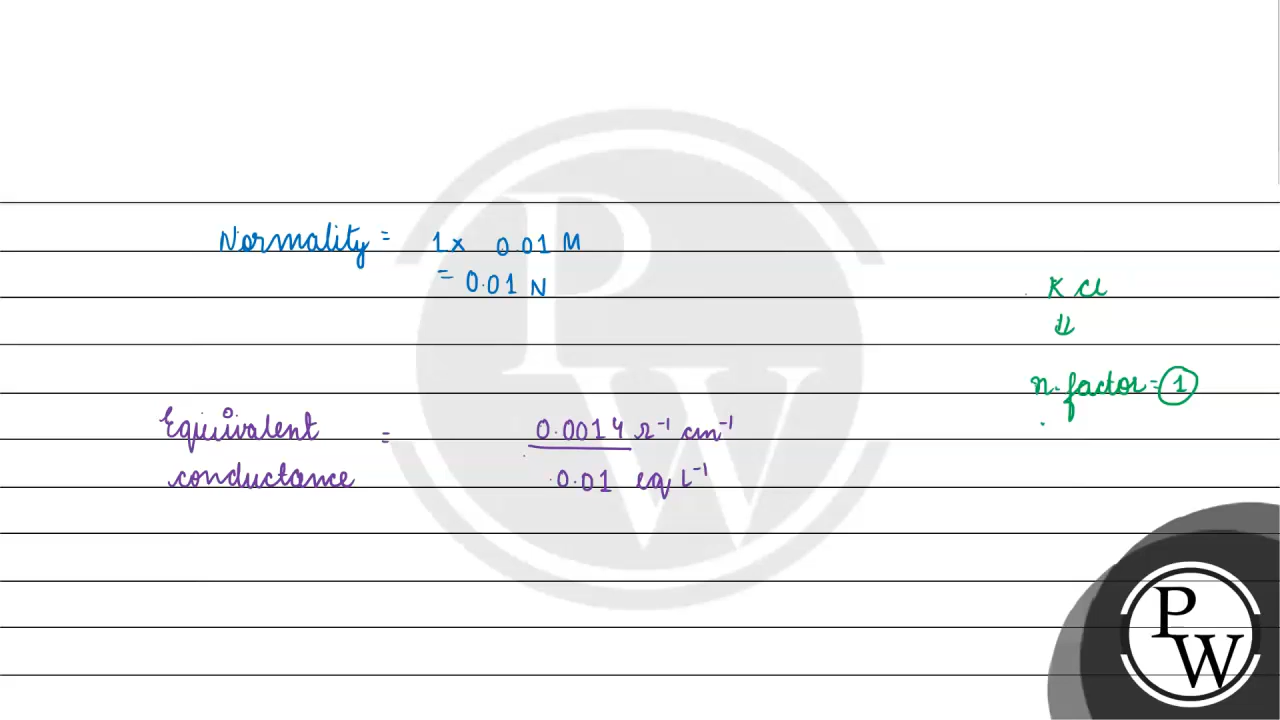 Normality = 1 x 0.01 M
= 0.01 N
K Cl
⇓
n-factor = 1
Equivalent conductance = 0.0014 Ω⁻¹ cm⁻¹
0.01 eq L⁻¹
P
W
P
W